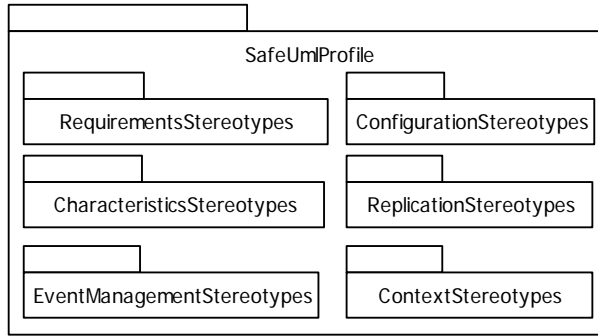 SafeUmlProfile
RequirementsStereotypes
ConfigurationStereotypes
CharacteristicsStereotypes
ReplicationStereotypes
EventManagementStereotypes
ContextStereotypes